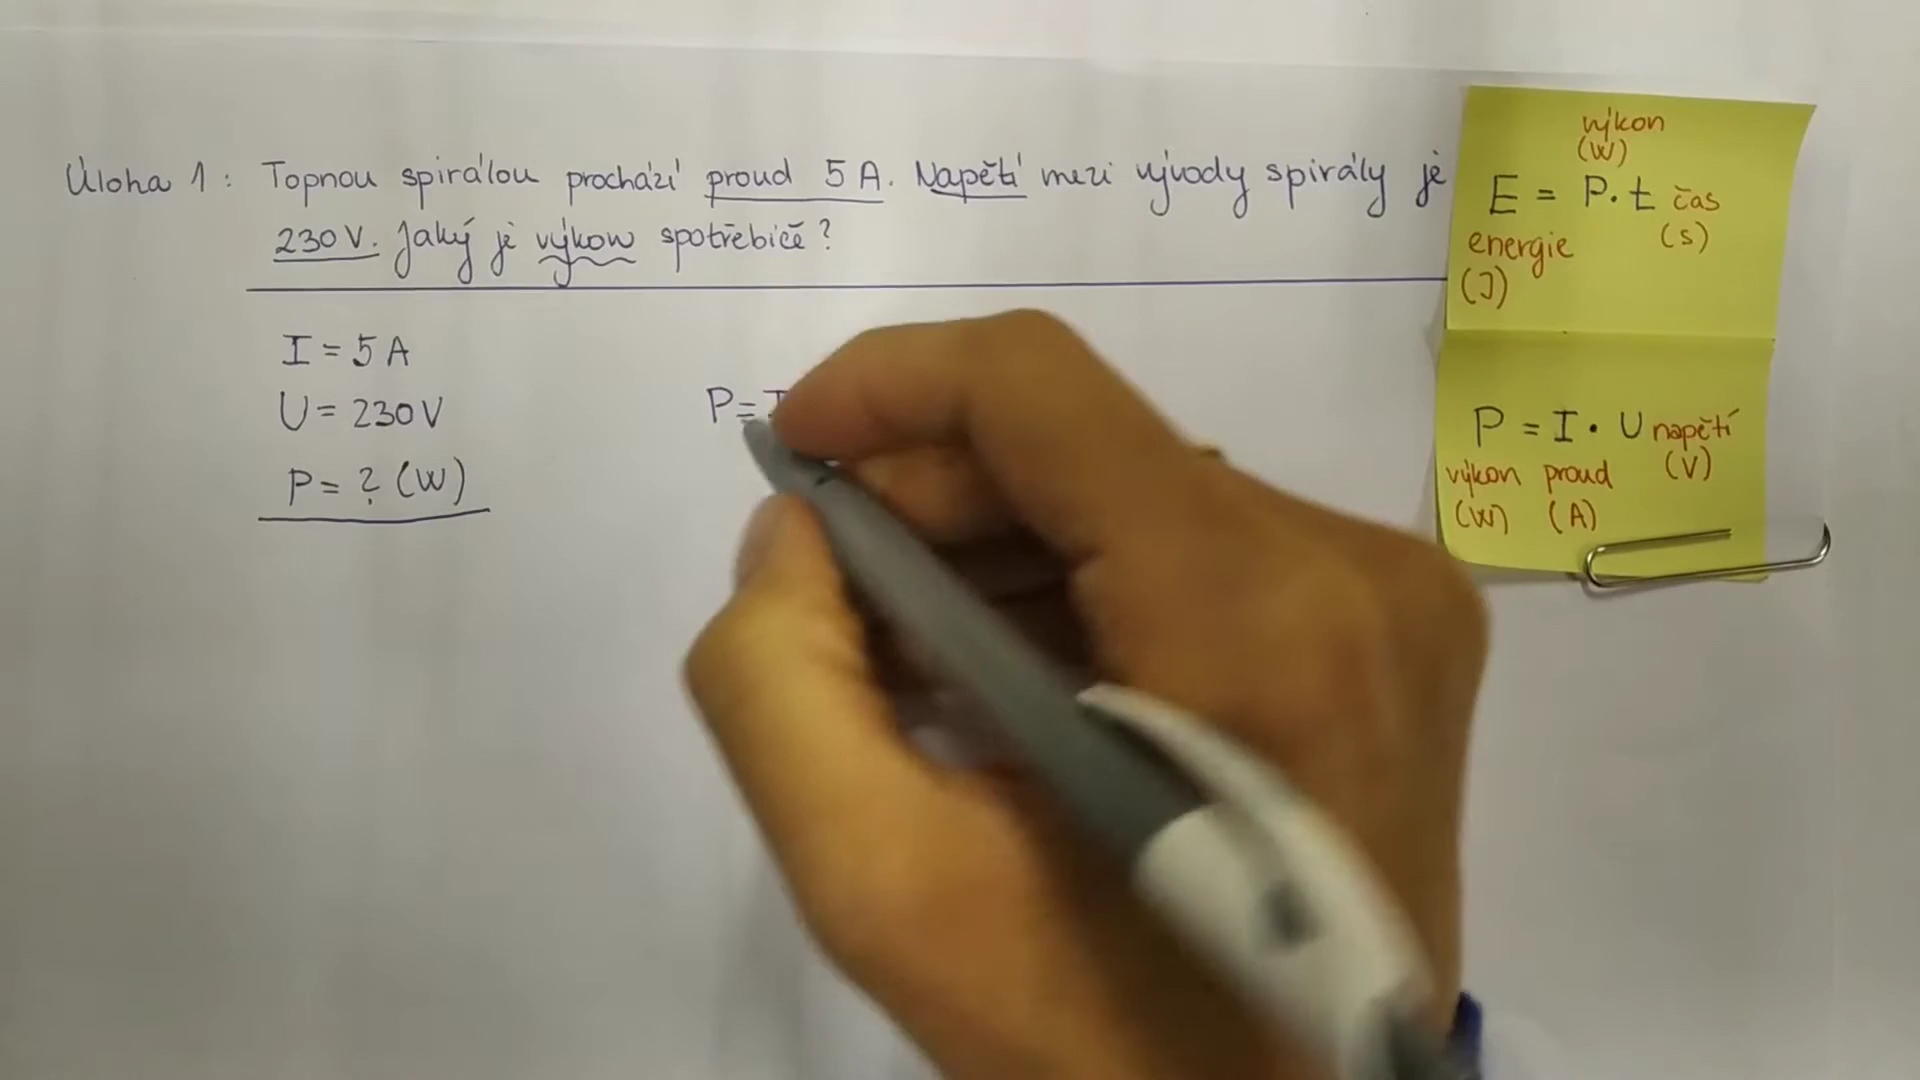 Úloha 1: Topnou spirálou prochází proud 5 A. Napětí mezi vývody spirály je
230 V. Jaký je výkon spotřebiče?
I = 5 A
U = 230 V
P = ? (W)
P = I
výkon
(W)
E = P. t čas
energie (s)
(J)
P = I • U napětí
výkon proud (V)
(W) (A)